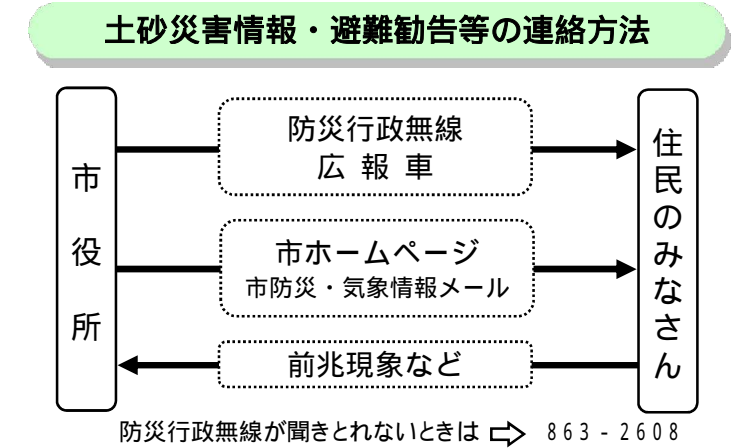 土砂災害情報・避難勧告等の連絡方法
市役所
防災行政無線
広報車
市ホームページ
市防災・気象情報メール
前兆現象など
住民のみなさん
防災行政無線が聞きとれないときは ⇨ 863-2608